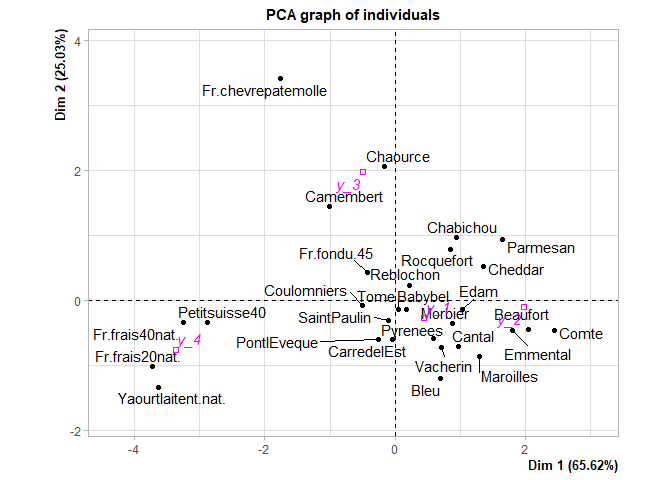 PCA graph of individuals
Dim 2 (25.03%)
4
Fr.chevrepatemolle
2
Chaource
y_3
Camembert
Chabichou
Parmesan
Fr.fondu.45
Rocquefort
Cheddar
Reblochon
Coulomniers
Edam
TomeBabybel
0
Petitsuisse40
SaintPaulin
y_1
Morbier
Beaufort
y_2
Fr.frais40nat.
y_4
Pyrenees
Cantal
Comte
PontlEveque
CarredelEst
Emmental
Fr.frais20nat.
Vacherin
Maroilles
Yaourtlaitent.nat.
Bleu
-2
-4
-2
0
2
Dim 1 (65.62%)